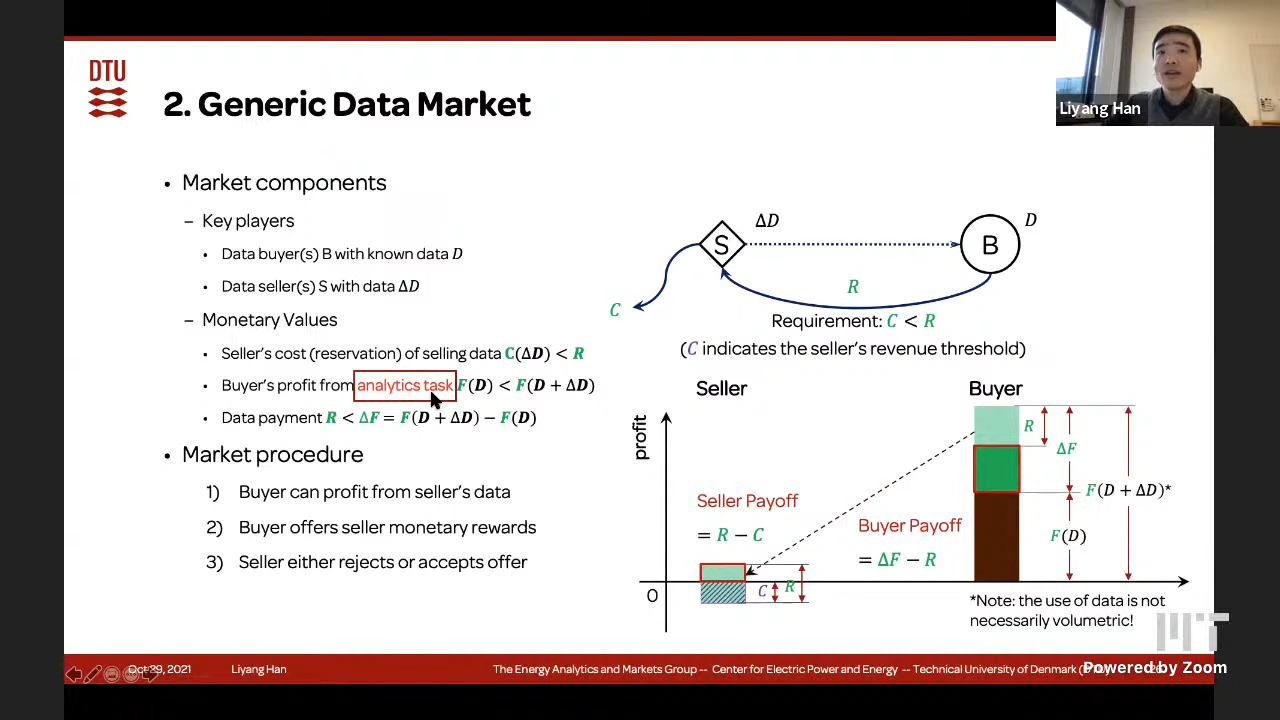 DTU
2. Generic Data Market
Liyang Han
• Market components
– Key players
• Data buyer(s) B with known data D
• Data seller(s) S with data ΔD
– Monetary Values
• Seller's cost (reservation) of selling data C(ΔD) < R
• Buyer's profit from analytics task F(D) < F(D + ΔD)
• Data payment R < ΔF = F(D + ΔD) − F(D)
• Market procedure
1) Buyer can profit from seller's data
2) Buyer offers seller monetary rewards
3) Seller either rejects or accepts offer
S
ΔD
B
D
R
C
Requirement: C < R
(C indicates the seller's revenue threshold)
Seller
Buyer
profit
R
ΔF
F(D + ΔD)*
F(D)
Seller Payoff
= R − C
Buyer Payoff
= ΔF − R
C
R
0
*Note: the use of data is not
necessarily volumetric!
Oct 29, 2021
Liyang Han
The Energy Analytics and Markets Group -- Center for Electric Power and Energy -- Technical University of Denmark
MIT
Powered by Zoom